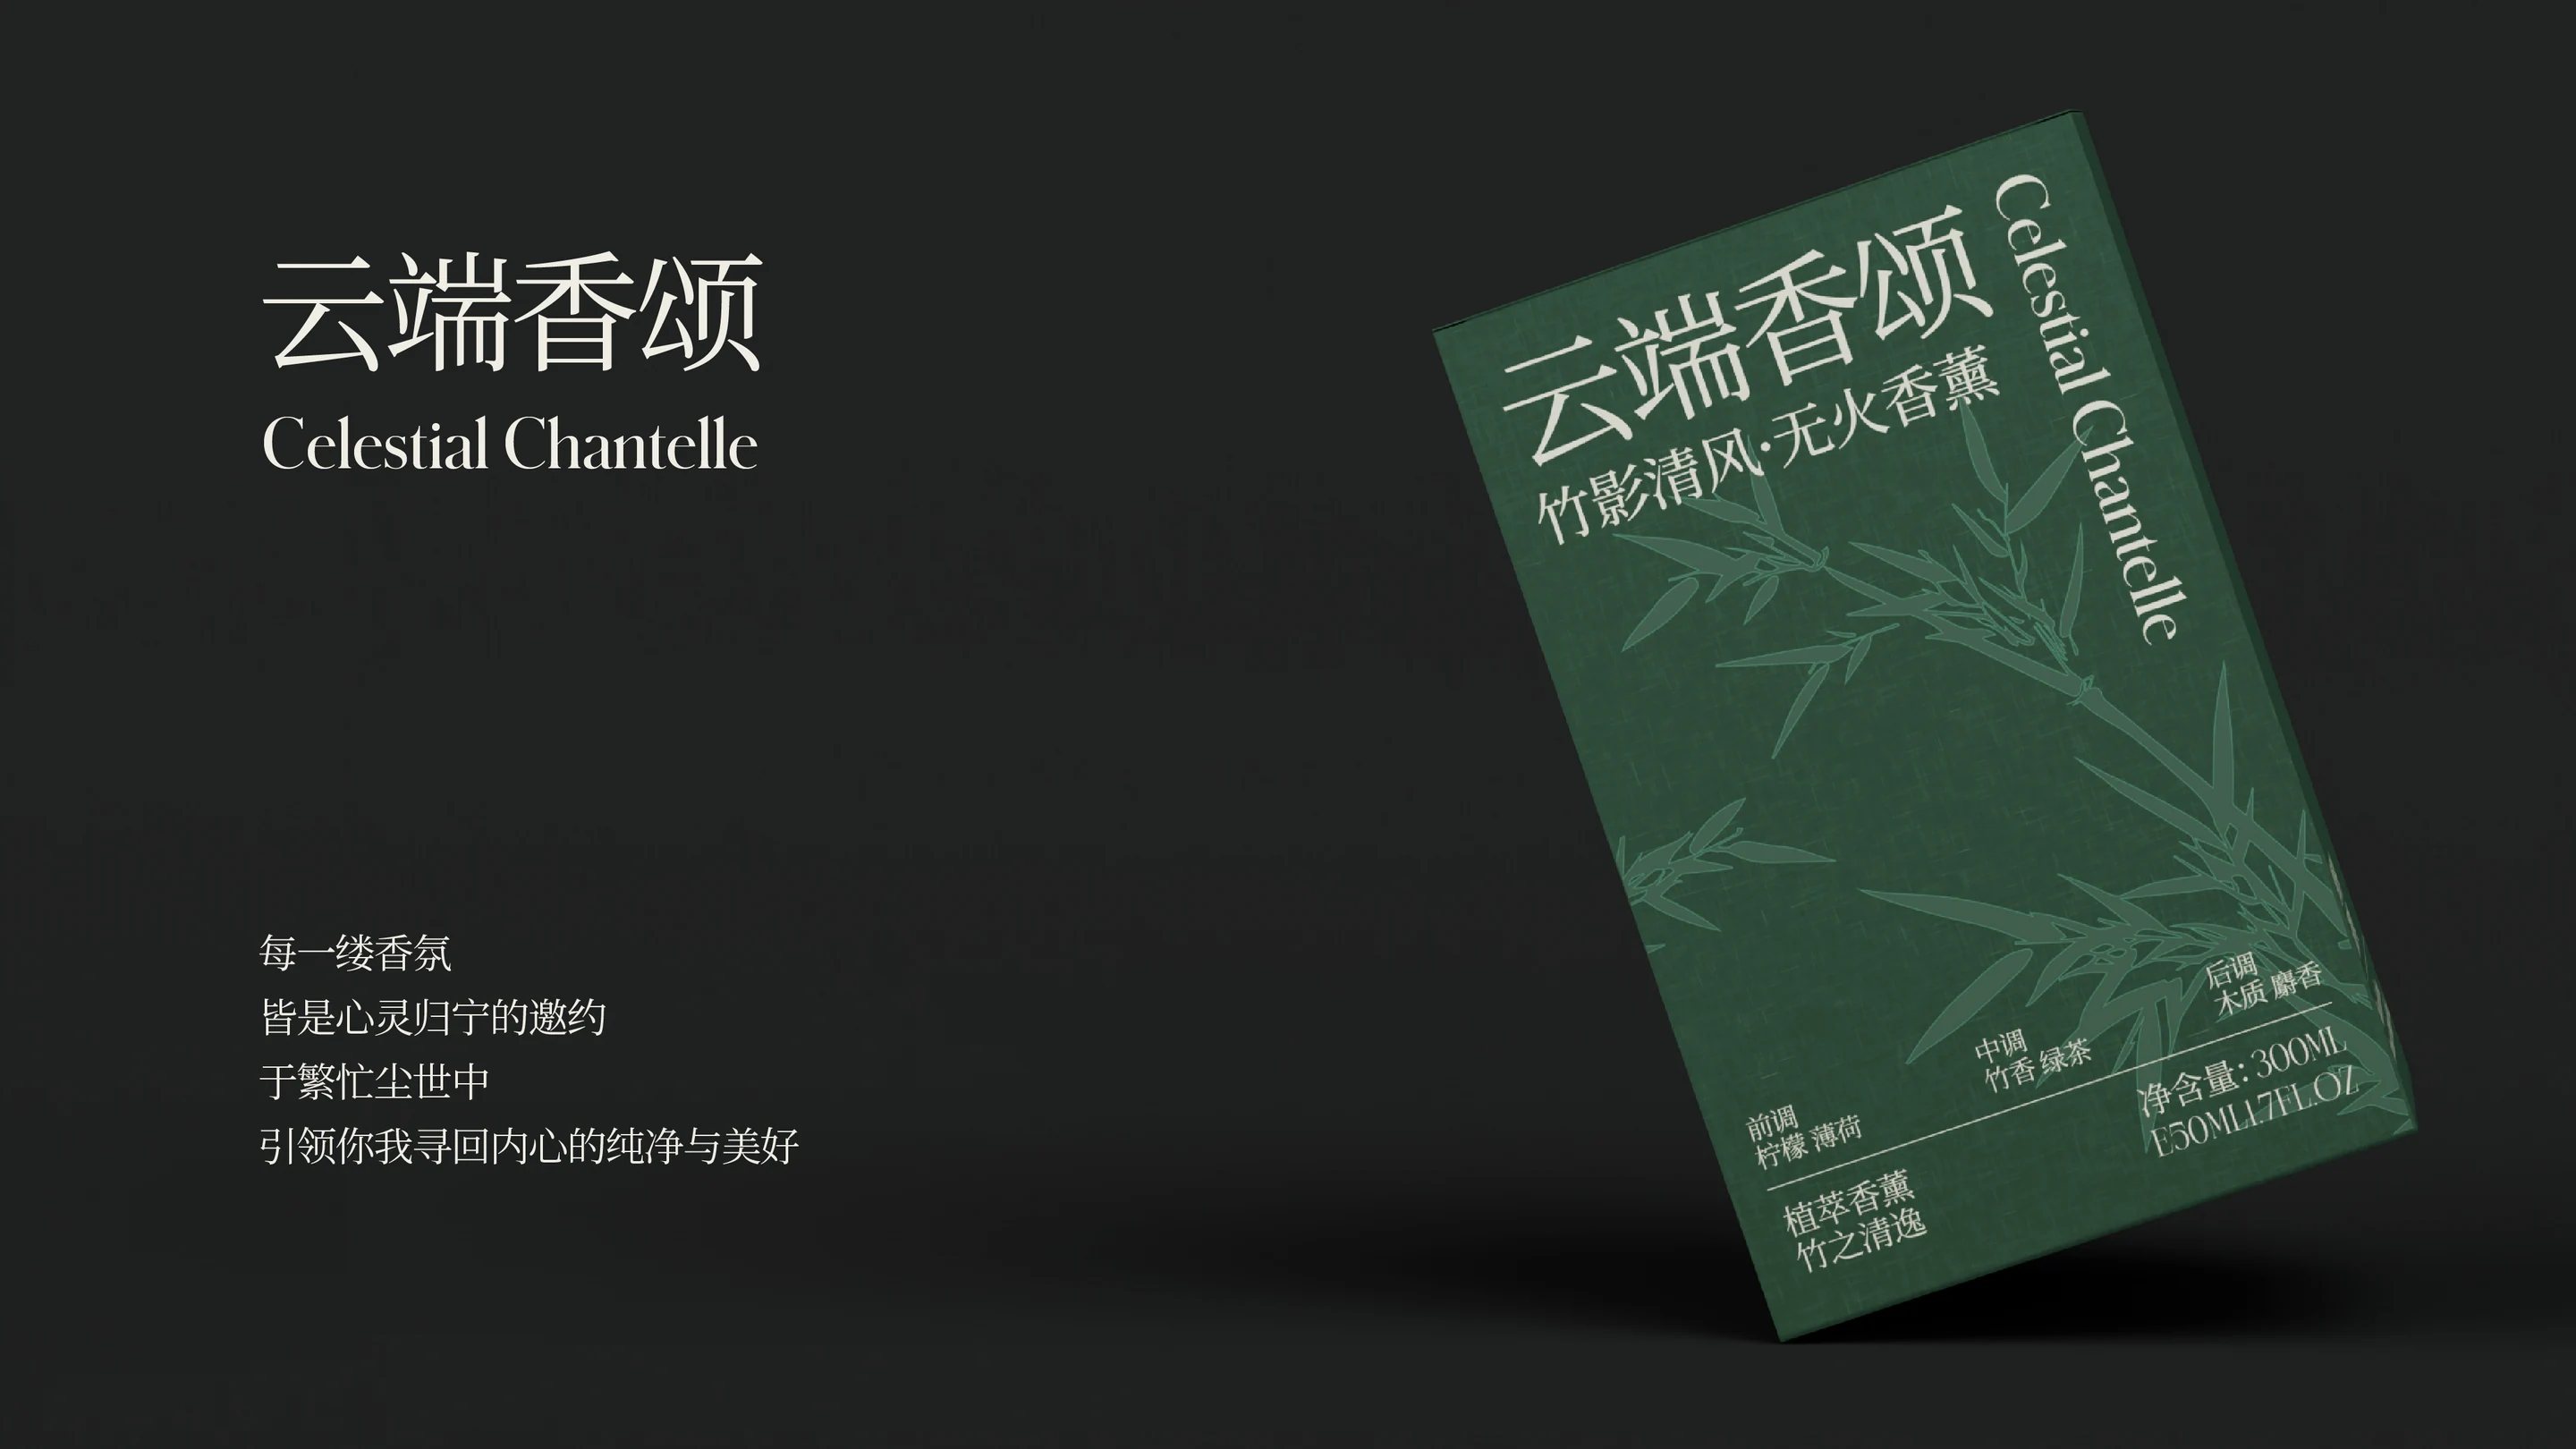 云端香颂
Celestial Chantelle
每一缕香氛
皆是心灵归宁的邀约
于繁忙尘世中
引领你我寻回内心的纯净与美好
云端香颂
竹影清风·无火香薰
Celestial Chantelle
前调
柠檬 薄荷
中调
竹香 绿茶
后调
木质 麝香
植萃香薰
竹之清逸
净含量：300ML
E50ML1.7FL.OZ